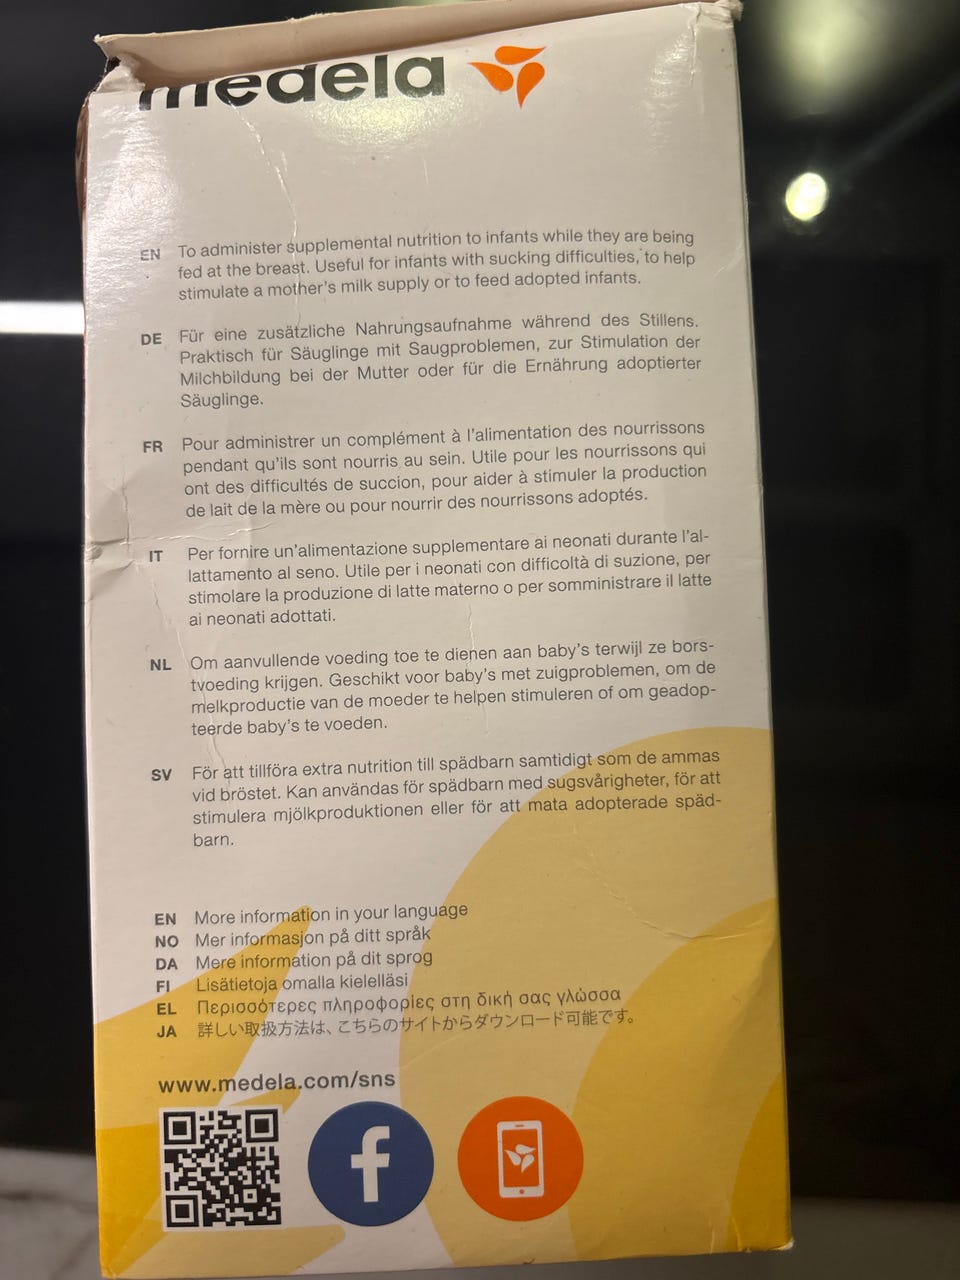 medela
EN To administer supplemental nutrition to infants while they are being
fed at the breast. Useful for infants with sucking difficulties, to help
stimulate a mother's milk supply or to feed adopted infants.
DE Für eine zusätzliche Nahrungsaufnahme während des Stillens.
Praktisch für Säuglinge mit Saugproblemen, zur Stimulation der
Milchbildung bei der Mutter oder für die Ernährung adoptierter
Säuglinge.
FR Pour administrer un complément à l'alimentation des nourrissons
pendant qu'ils sont nourris au sein. Utile pour les nourrissons qui
ont des difficultés de succion, pour aider à stimuler la production
de lait de la mère ou pour nourrir des nourrissons adoptés.
IT Per fornire un'alimentazione supplementare ai neonati durante l'al-
lattamento al seno. Utile per i neonati con difficoltà di suzione, per
stimolare la produzione di latte materno o per somministrare il latte
ai neonati adottati.
NL Om aanvullende voeding toe te dienen aan baby's terwijl ze bors-
tvoeding krijgen. Geschikt voor baby's met zuigproblemen, om de
melkproductie van de moeder te helpen stimuleren of om geadop-
teerde baby's te voeden.
SV För att tillföra extra nutrition till spädbarn samtidigt som de ammas
vid bröstet. Kan användas för spädbarn med sugsvårigheter, för att
stimulera mjölkproduktionen eller för att mata adopterade späd-
barn.
EN More information in your language
NO Mer informasjon på ditt språk
DA Mere information på dit sprog
FI Lisätietoja omalla kielelläsi
EL Περισσότερες πληροφορίες στη δική σας γλώσσα
JA 詳しい取扱方法は、こちらのサイトからダウンロード可能です。
www.medela.com/sns
f